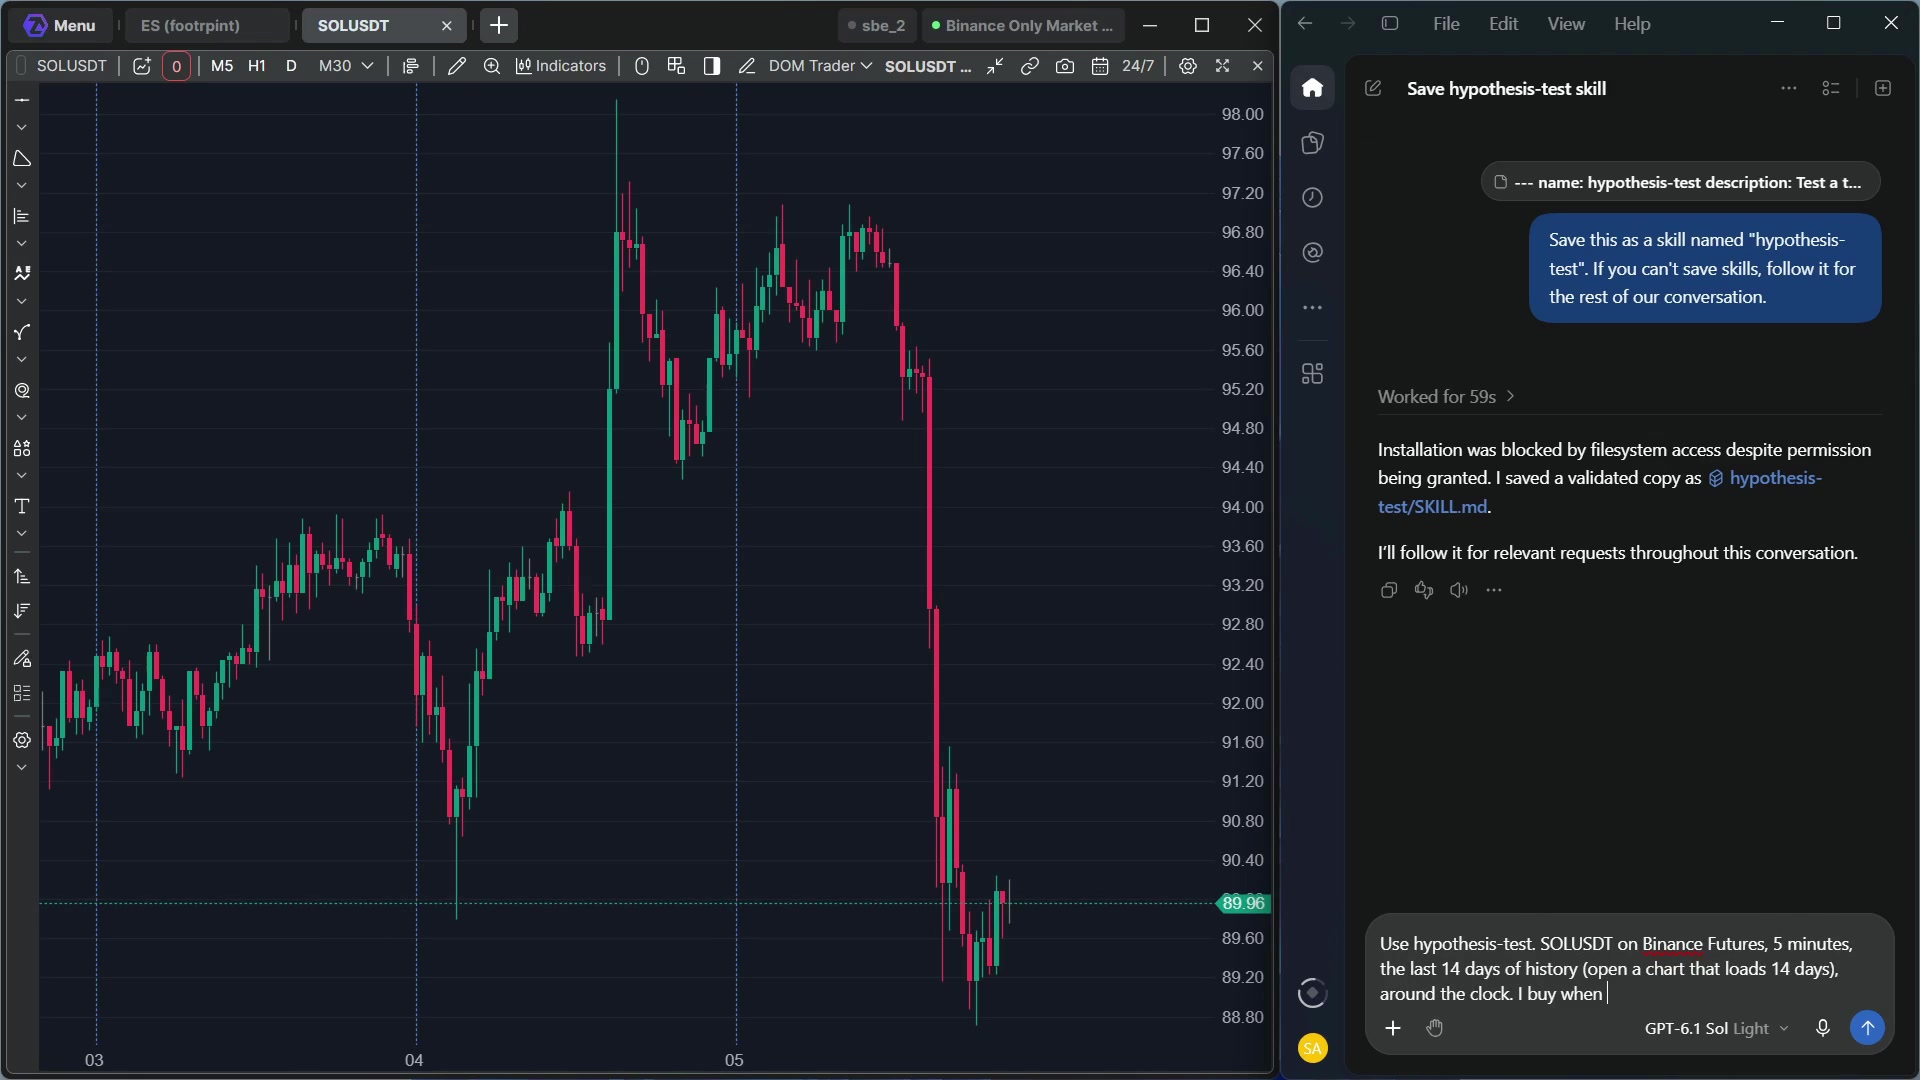 Menu
ES (footrpint)
SOLUSDT
sbe_2
Binance Only Market ...
SOLUSDT
0
M5
H1
D
M30
Indicators
DOM Trader
SOLUSDT ...
24/7
98.00
97.60
97.20
96.80
96.40
96.00
95.60
95.20
94.80
94.40
94.00
93.60
93.20
92.80
92.40
92.00
91.60
91.20
90.80
90.40
89.96
89.60
89.20
88.80
03
04
05
File
Edit
View
Help
Save hypothesis-test skill
--- name: hypothesis-test description: Test a t...
Save this as a skill named "hypothesis-
test". If you can't save skills, follow it for
the rest of our conversation.
Worked for 59s
Installation was blocked by filesystem access despite permission
being granted. I saved a validated copy as hypothesis-
test/SKILL.md.
I'll follow it for relevant requests throughout this conversation.
Use hypothesis-test. SOLUSDT on Binance Futures, 5 minutes,
the last 14 days of history (open a chart that loads 14 days),
around the clock. I buy when
GPT-6.1 Sol Light
SA